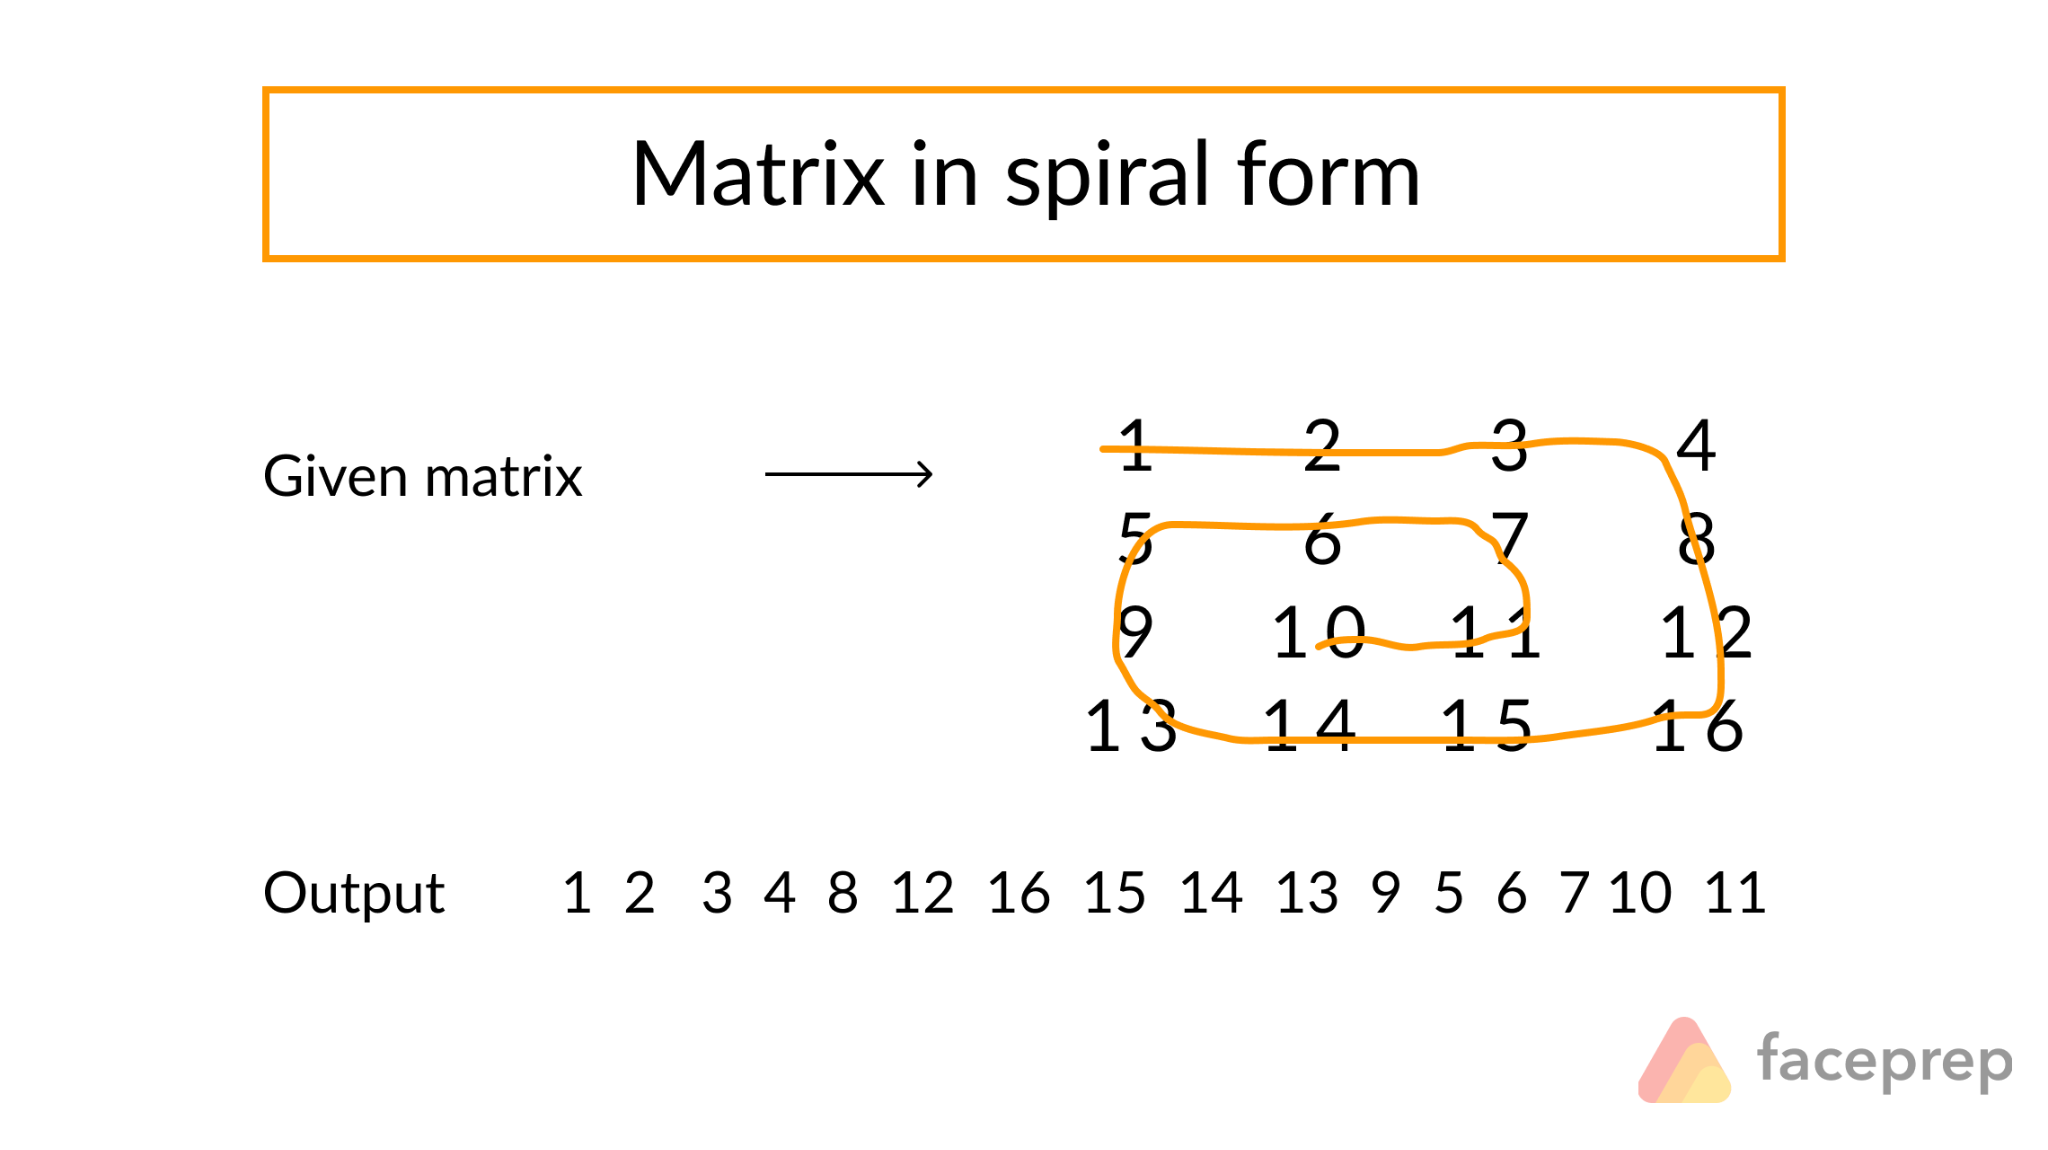 Matrix in spiral form
Given matrix
1 2 3 4
5 6 7 8
9 10 11 12
13 14 15 16
Output 1 2 3 4 8 12 16 15 14 13 9 5 6 7 10 11
faceprep